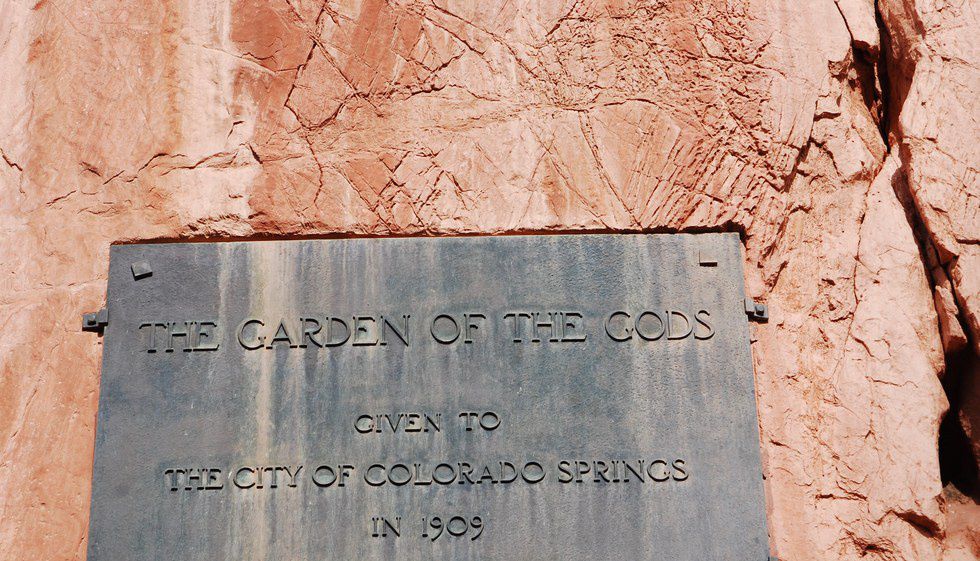 THE GARDEN OF THE GODS
GIVEN TO
THE CITY OF COLORADO SPRINGS
IN 1909